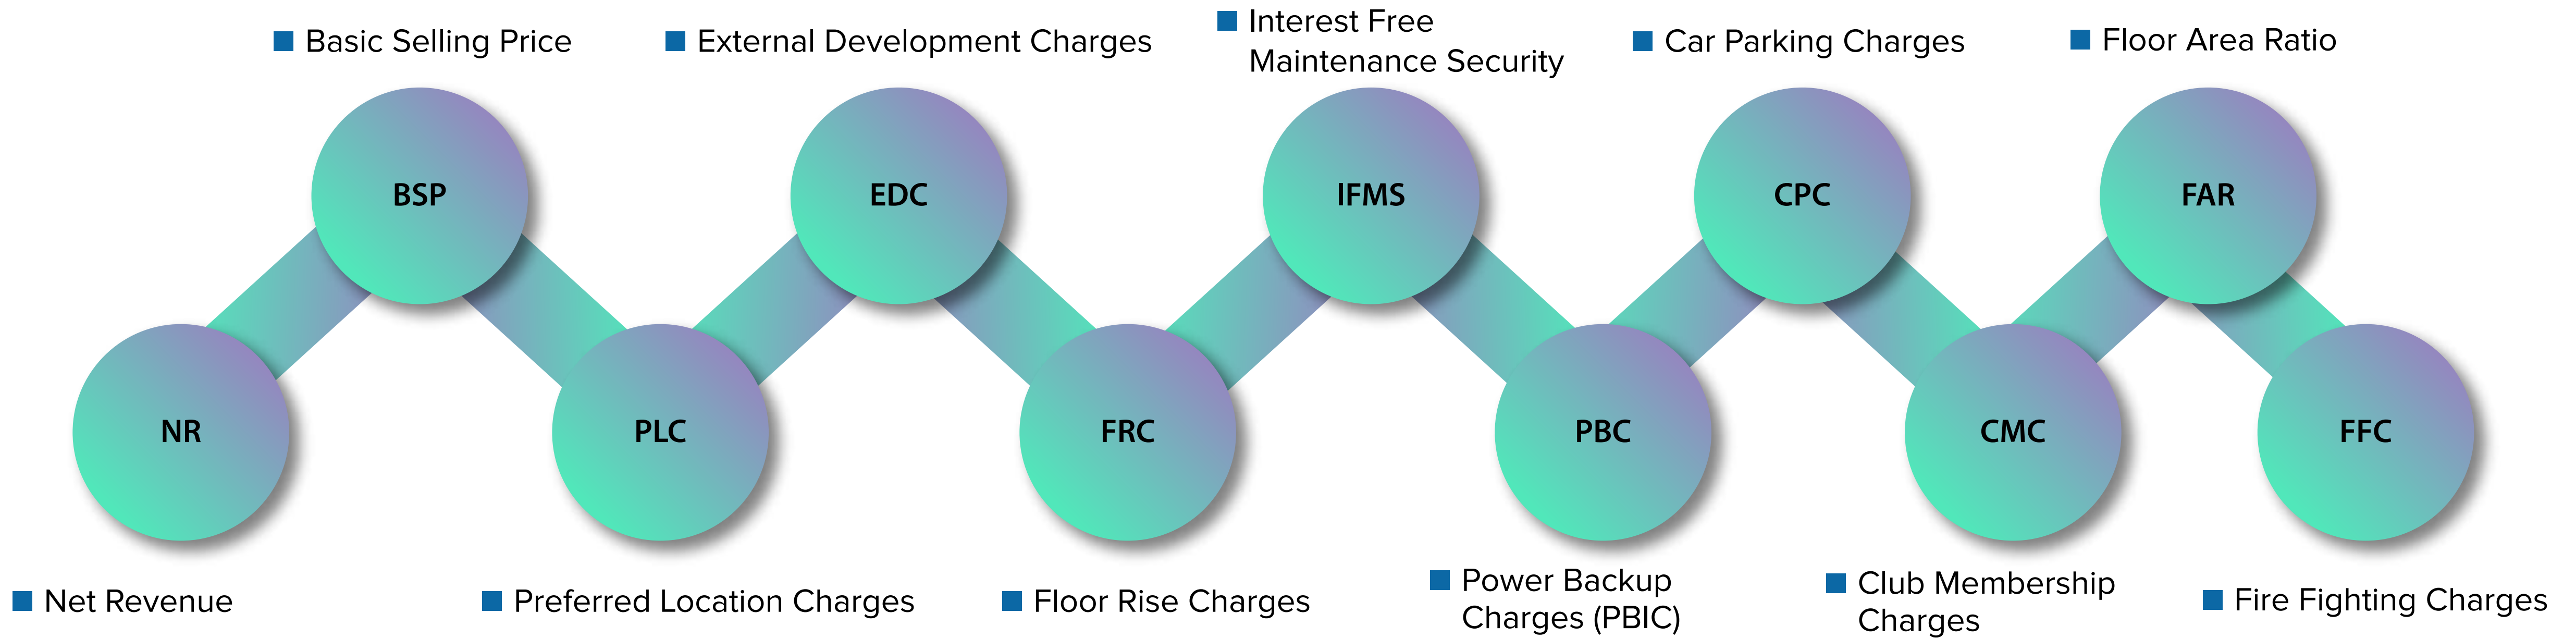 Basic Selling Price
External Development Charges
Interest Free
Maintenance Security
Car Parking Charges
Floor Area Ratio
BSP
EDC
IFMS
CPC
FAR
NR
PLC
FRC
PBC
CMC
FFC
Net Revenue
Preferred Location Charges
Floor Rise Charges
Power Backup
Charges (PBIC)
Club Membership
Charges
Fire Fighting Charges